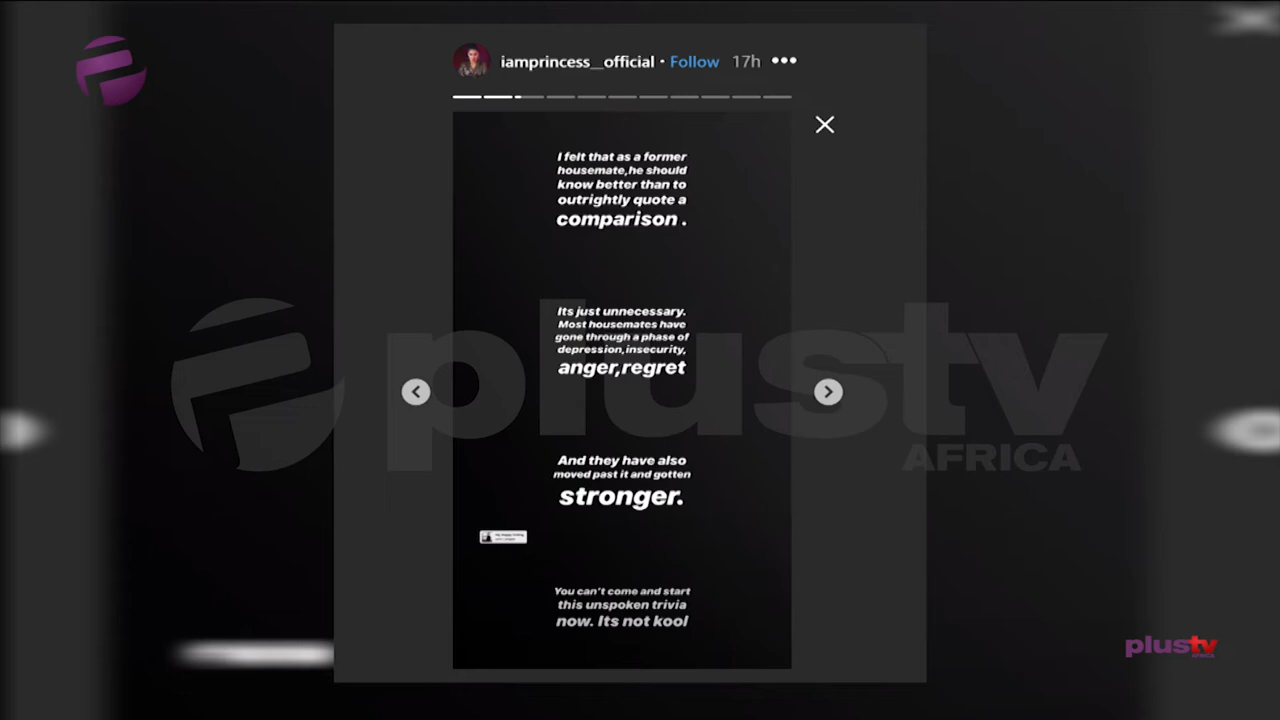 iamprincess__official • Follow 17h •••
I felt that as a former
housemate,he should
know better than to
outrightly quote a
comparison .
Its just unnecessary.
Most housemates have
gone through a phase of
depression,insecurity,
anger,regret
And they have also
moved past it and gotten
stronger.
You can't come and start
this unspoken trivia
now. Its not kool
plustv
AFRICA
plustv
AFRICA